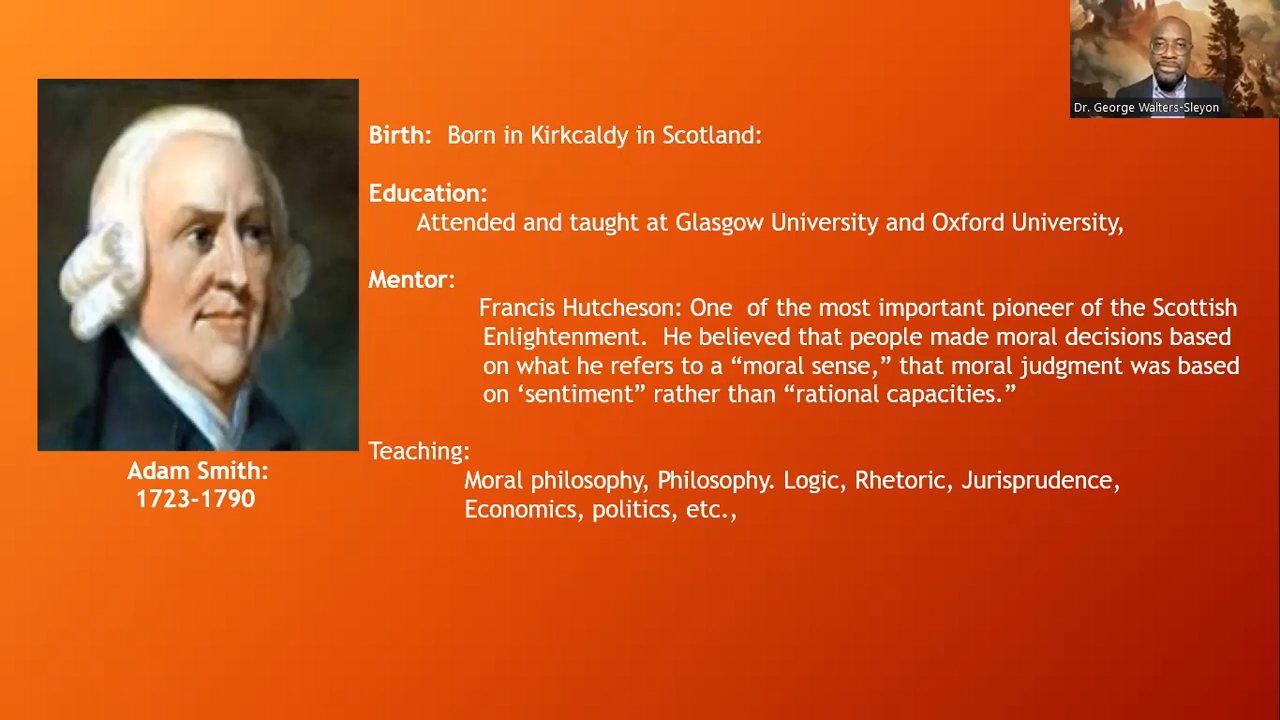 Dr. George Walters-Sleyon
Birth: Born in Kirkcaldy in Scotland:
Education:
Attended and taught at Glasgow University and Oxford University,
Mentor:
Francis Hutcheson: One of the most important pioneer of the Scottish
Enlightenment. He believed that people made moral decisions based
on what he refers to a “moral sense,” that moral judgment was based
on ‘sentiment” rather than “rational capacities.”
Teaching:
Moral philosophy, Philosophy. Logic, Rhetoric, Jurisprudence,
Economics, politics, etc.,
Adam Smith:
1723-1790